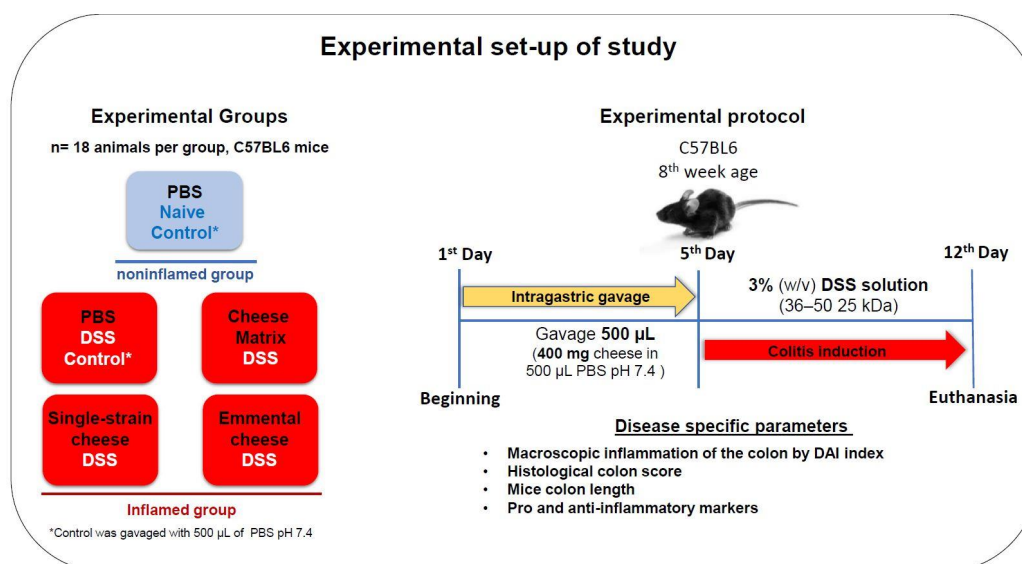 Experimental set-up of study
Experimental Groups
n= 18 animals per group, C57BL6 mice
PBS
Naive
Control*
noninflamed group
PBS
DSS
Control*
Cheese
Matrix
DSS
Single-strain
cheese
DSS
Emmental
cheese
DSS
Inflamed group
*Control was gavaged with 500 µL of PBS pH 7.4
Experimental protocol
C57BL6
8th week age
1st Day
5th Day
12th Day
Intragastric gavage
3% (w/v) DSS solution
(36–50 25 kDa)
Gavage 500 µL
(400 mg cheese in
500 µL PBS pH 7.4 )
Colitis induction
Beginning
Euthanasia
Disease specific parameters
• Macroscopic inflammation of the colon by DAI index
• Histological colon score
• Mice colon length
• Pro and anti-inflammatory markers